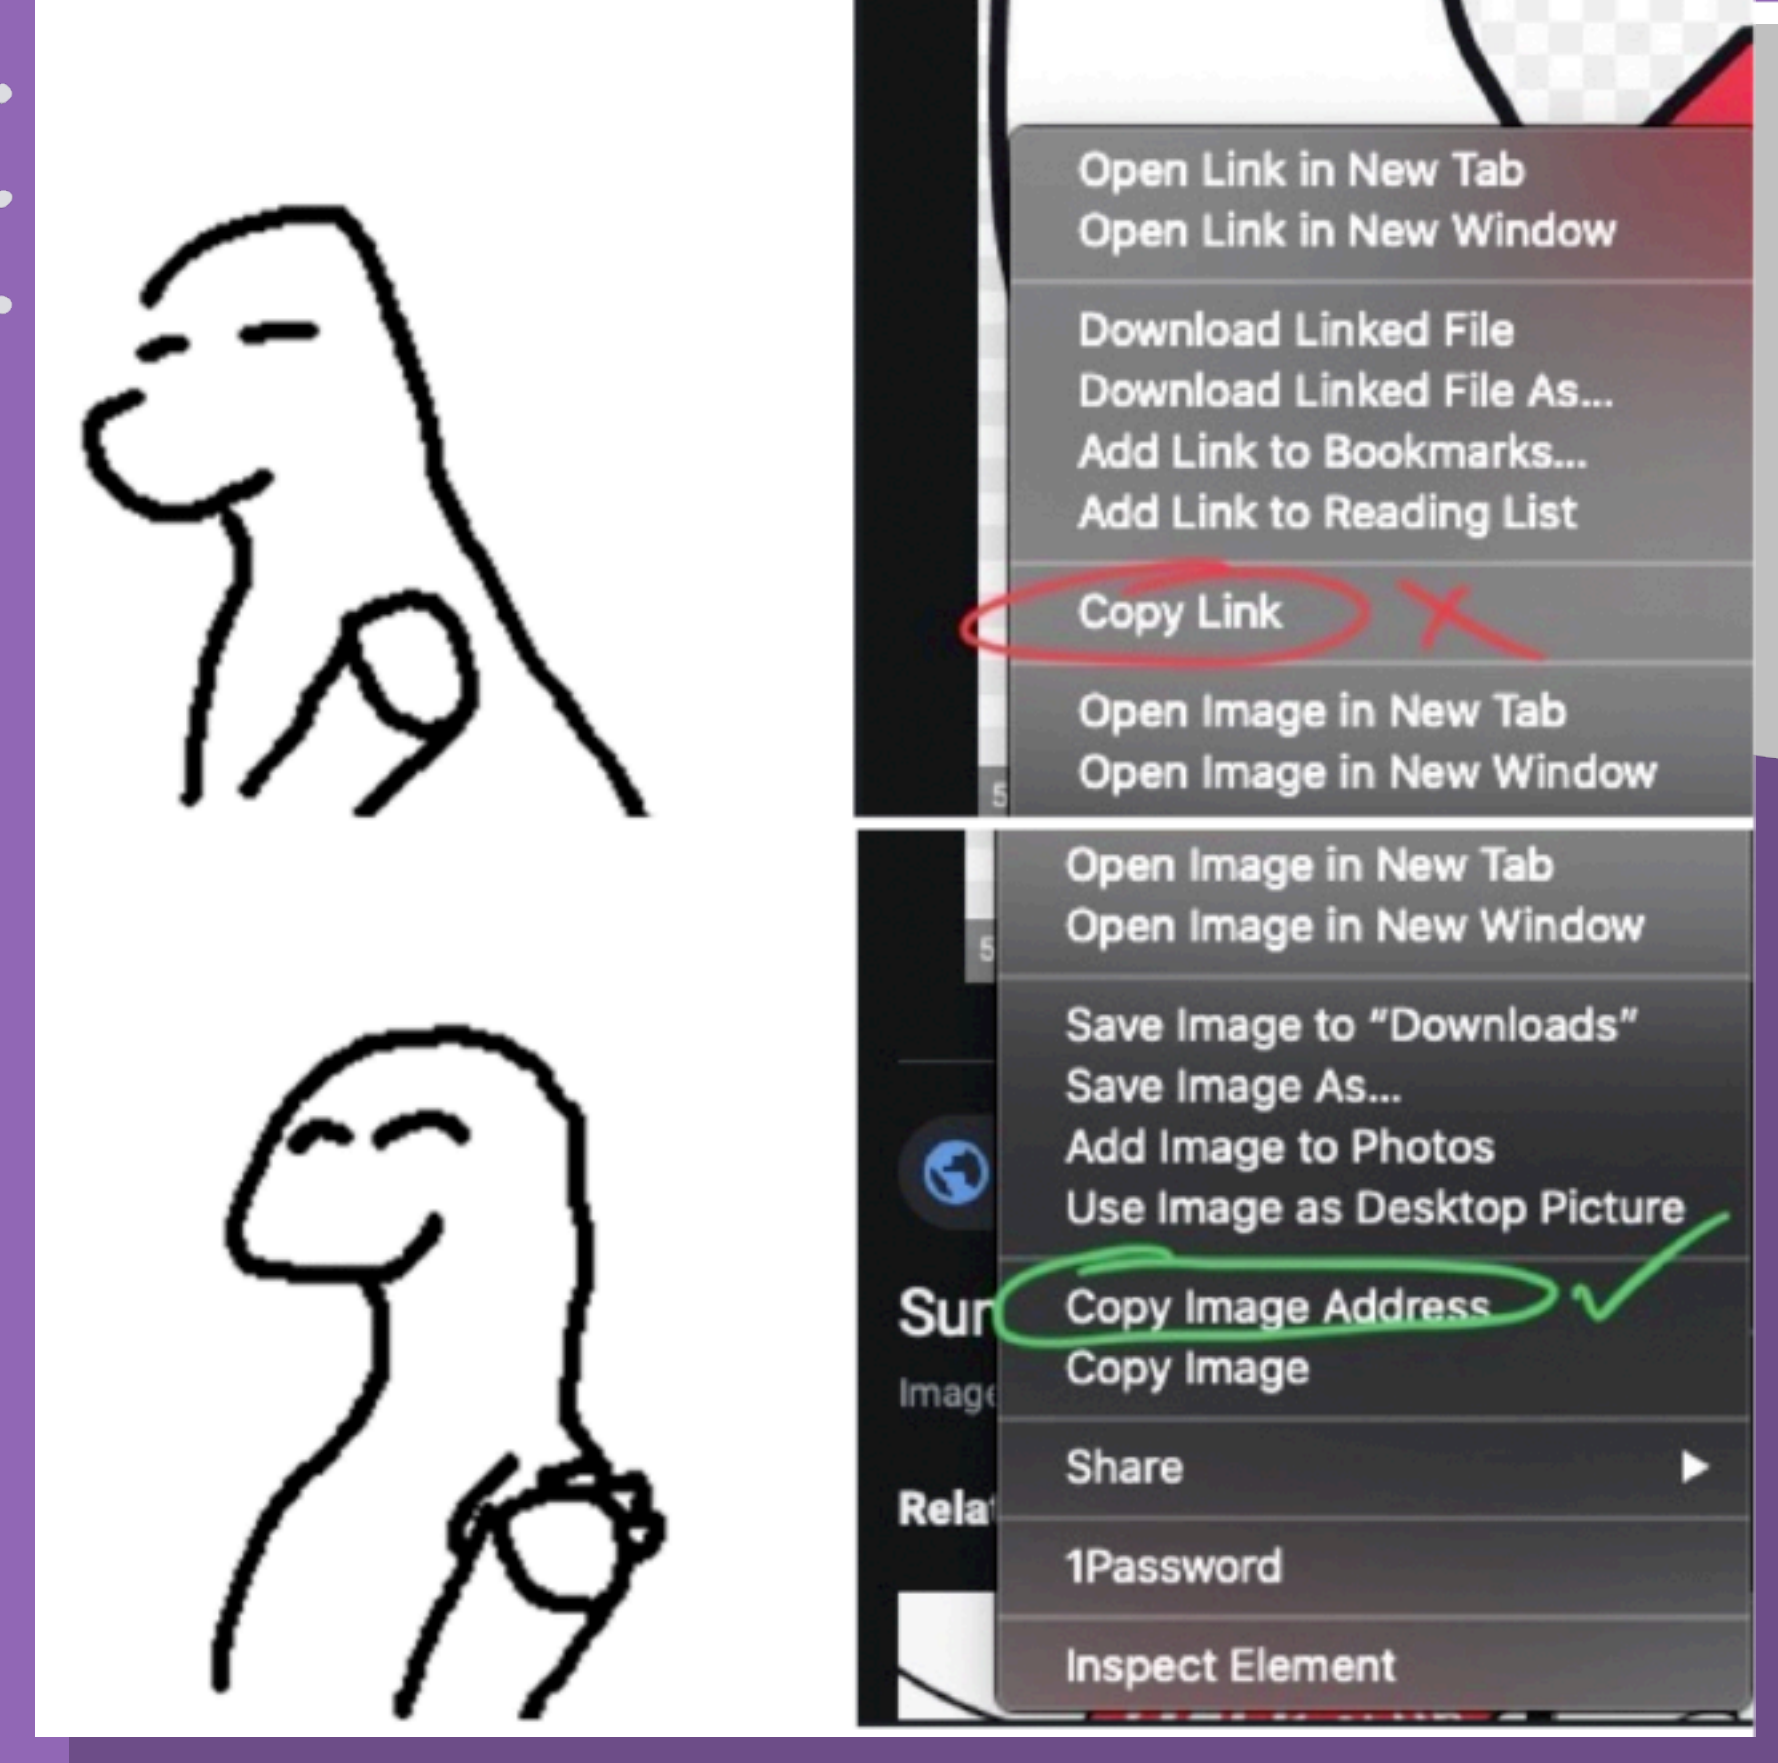 Open Link in New Tab
Open Link in New Window
Download Linked File
Download Linked File As...
Add Link to Bookmarks...
Add Link to Reading List
Copy Link
Open Image in New Tab
Open Image in New Window
5
Open Image in New Tab
Open Image in New Window
5
Save Image to “Downloads”
Save Image As...
Add Image to Photos
Use Image as Desktop Picture
Copy Image Address
Copy Image
Share
1Password
Inspect Element